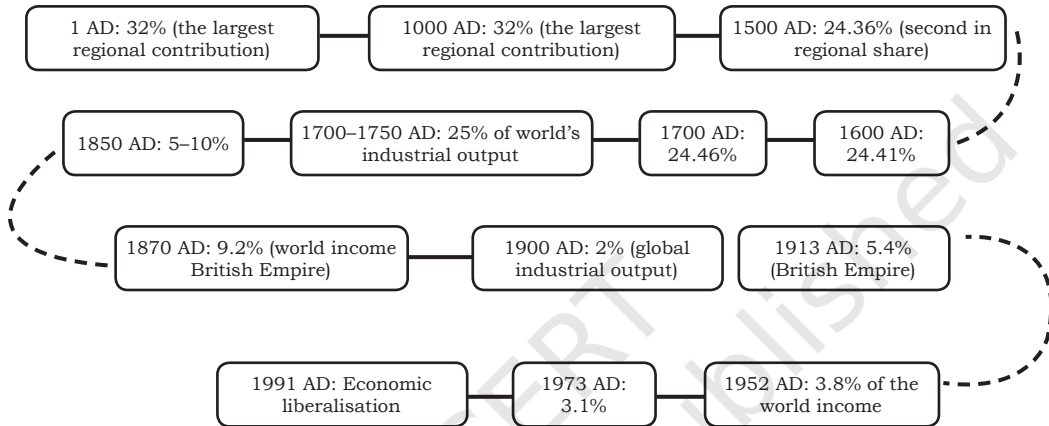 1 AD: 32% (the largest
regional contribution)
1000 AD: 32% (the largest
regional contribution)
1500 AD: 24.36% (second in
regional share)
1600 AD:
24.41%
1700 AD:
24.46%
1700–1750 AD: 25% of world's
industrial output
1850 AD: 5–10%
1870 AD: 9.2% (world income
British Empire)
1900 AD: 2% (global
industrial output)
1913 AD: 5.4%
(British Empire)
1952 AD: 3.8% of the
world income
1973 AD:
3.1%
1991 AD: Economic
liberalisation